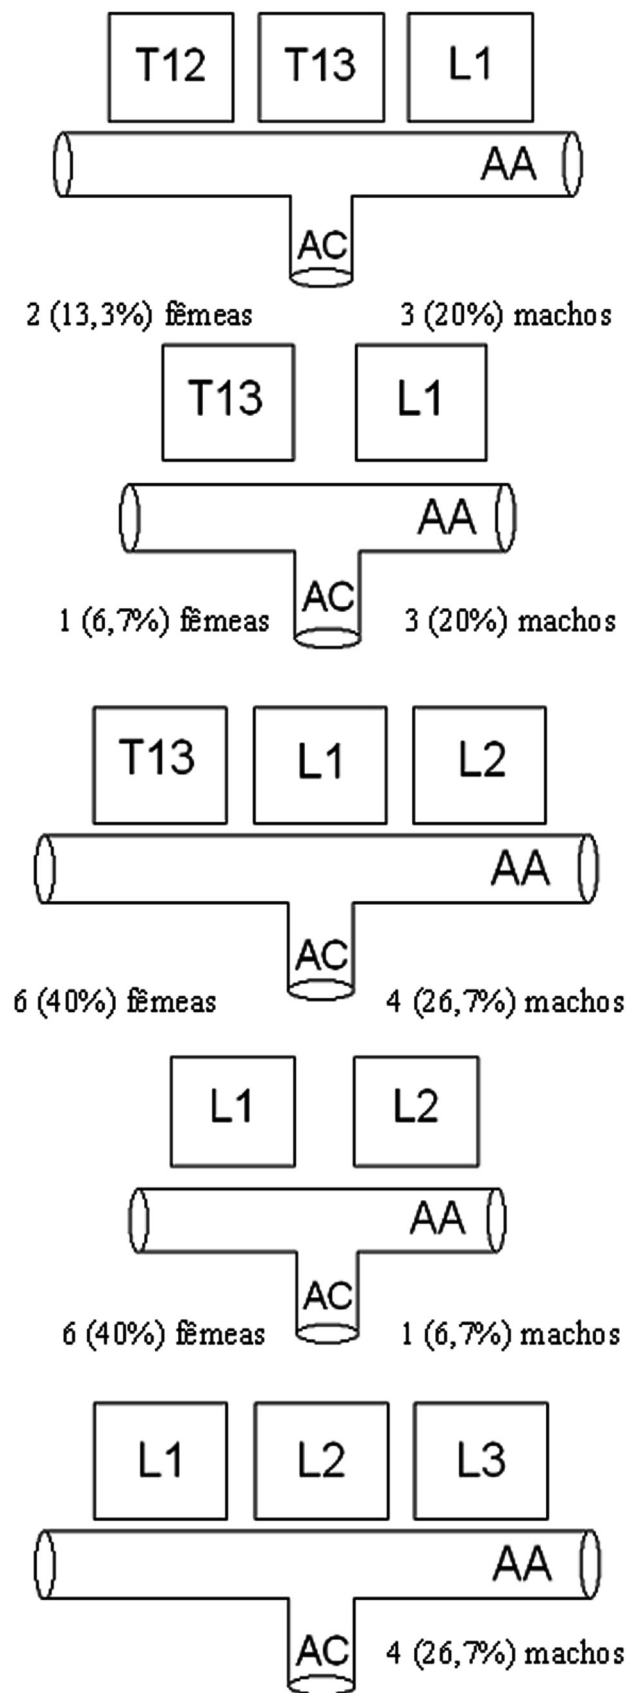 T12 T13 L1
AA
AC
2 (13,3%) fêmeas 3 (20%) machos
T13 L1
AA
AC
1 (6,7%) fêmeas 3 (20%) machos
T13 L1 L2
AA
AC
6 (40%) fêmeas 4 (26,7%) machos
L1 L2
AA
AC
6 (40%) fêmeas 1 (6,7%) machos
L1 L2 L3
AA
AC 4 (26,7%) machos